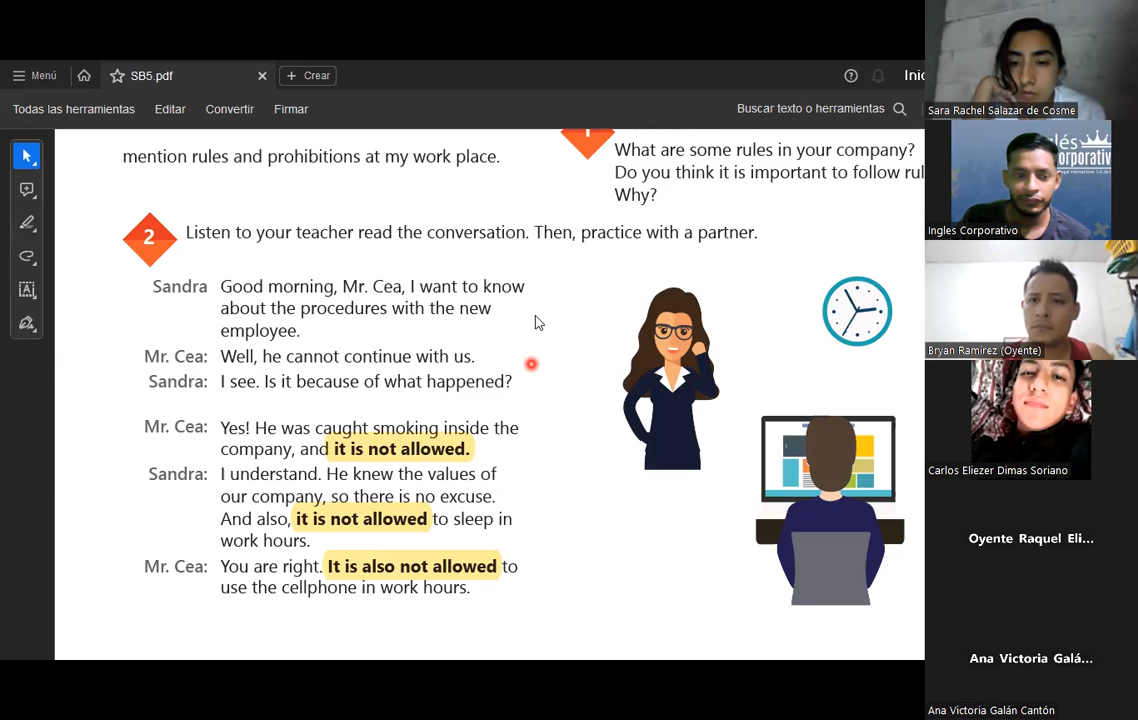 Menú
SB5.pdf
Crear
Todas las herramientas
Editar
Convertir
Firmar
Buscar texto o herramientas
mention rules and prohibitions at my work place.
1
What are some rules in your company?
Do you think it is important to follow
Why?
2
Listen to your teacher read the conversation. Then, practice with a partner.
Sandra Good morning, Mr. Cea, I want to know
about the procedures with the new
employee.
Mr. Cea: Well, he cannot continue with us.
Sandra: I see. Is it because of what happened?
Mr. Cea: Yes! He was caught smoking inside the
company, and it is not allowed.
Sandra: I understand. He knew the values of
our company, so there is no excuse.
And also, it is not allowed to sleep in
work hours.
Mr. Cea: You are right. It is also not allowed to
use the cellphone in work hours.
Sara Rachel Salazar de Cosme
Ingles Corporativo
Bryan Ramirez (Oyente)
Carlos Eliezer Dimas Soriano
Oyente Raquel Eli...
Ana Victoria Galá...
Ana Victoria Galán Cantón